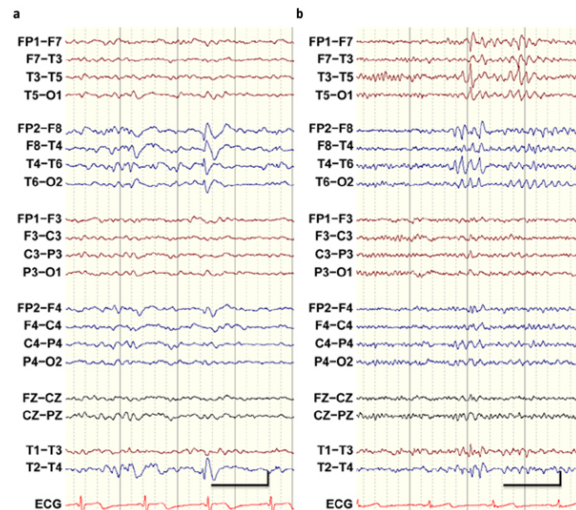 a
FP1–F7
F7–T3
T3–T5
T5–O1
FP2–F8
F8–T4
T4–T6
T6–O2
FP1–F3
F3–C3
C3–P3
P3–O1
FP2–F4
F4–C4
C4–P4
P4–O2
FZ–CZ
CZ–PZ
T1–T3
T2–T4
ECG
b
FP1–F7
F7–T3
T3–T5
T5–O1
FP2–F8
F8–T4
T4–T6
T6–O2
FP1–F3
F3–C3
C3–P3
P3–O1
FP2–F4
F4–C4
C4–P4
P4–O2
FZ–CZ
CZ–PZ
T1–T3
T2–T4
ECG